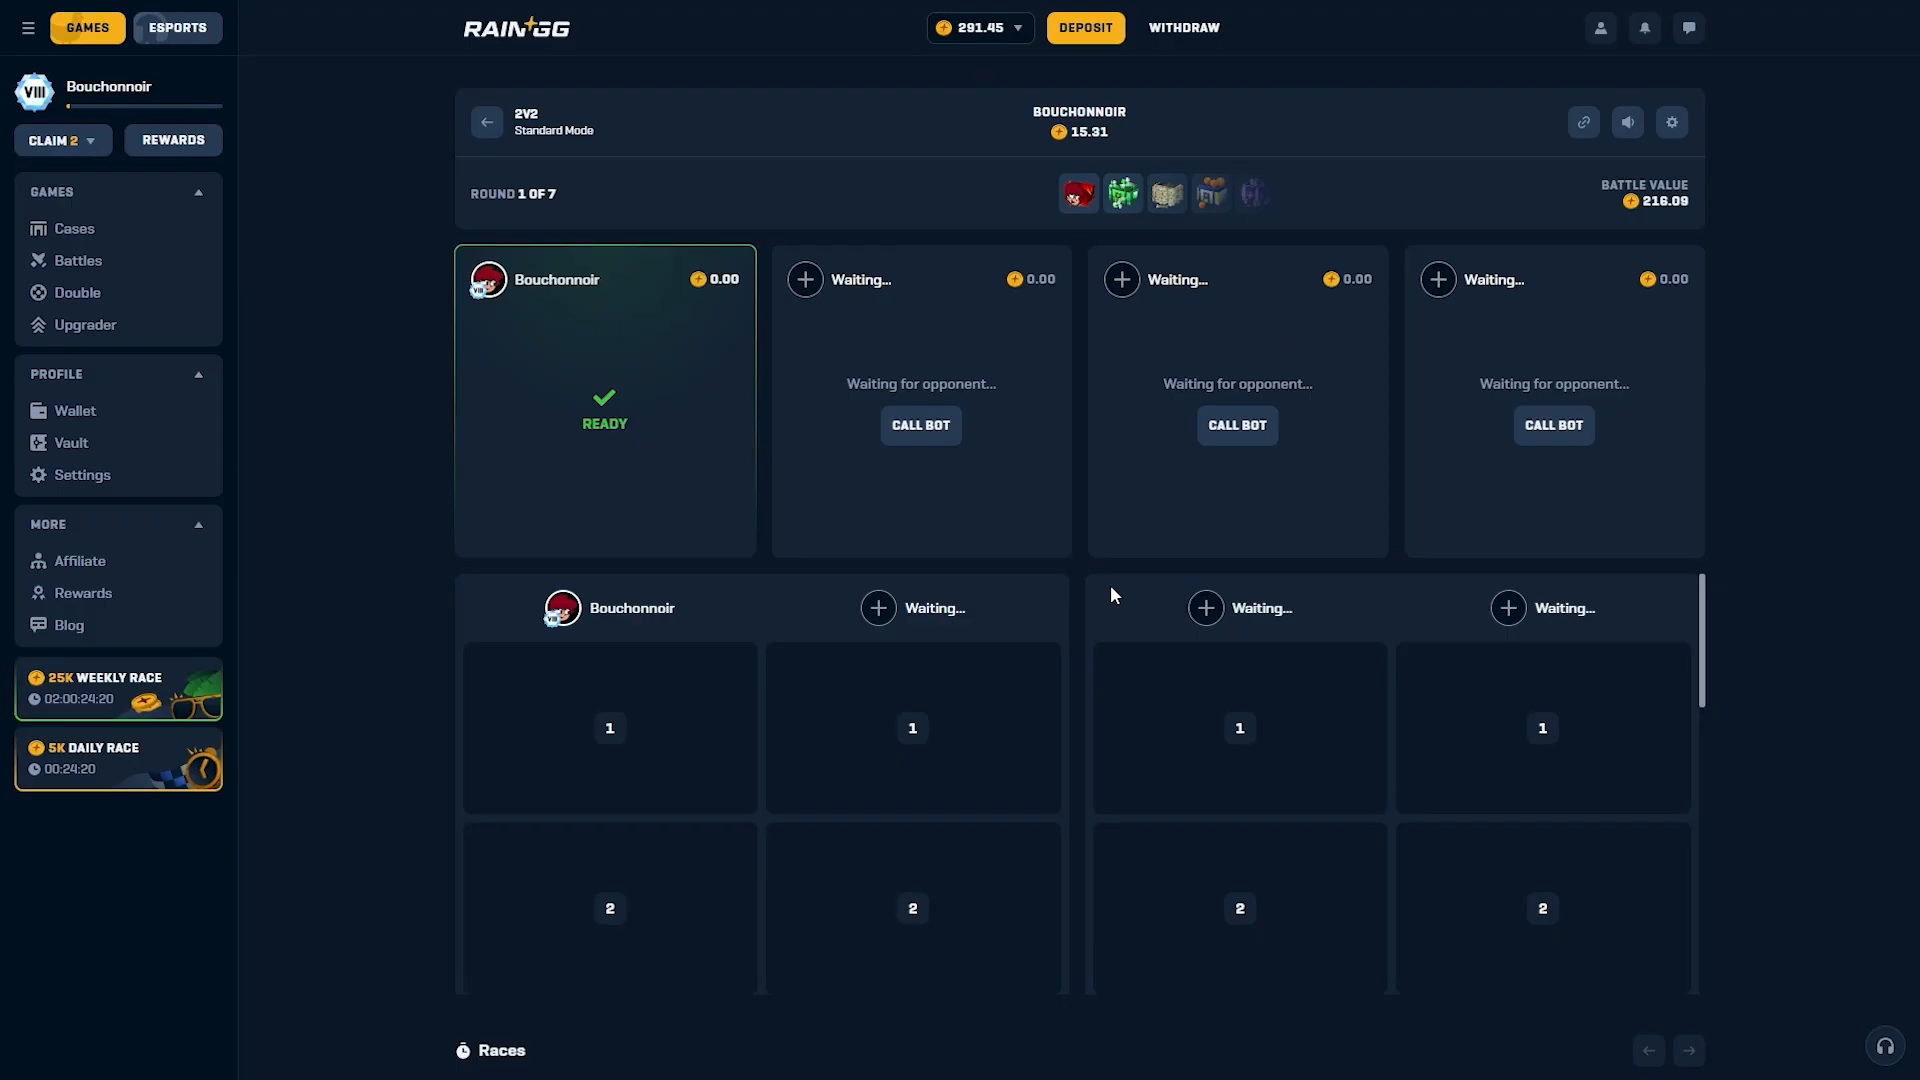 GAMES
ESPORTS
RAIN GG
291.45
DEPOSIT
WITHDRAW
VIII
Bouchonnoir
CLAIM 2
REWARDS
GAMES
Cases
Battles
Double
Upgrader
PROFILE
Wallet
Vault
Settings
MORE
Affiliate
Rewards
Blog
25K WEEKLY RACE
02:00:24:20
5K DAILY RACE
00:24:20
2V2
Standard Mode
BOUCHONNOIR
15.31
ROUND 1 OF 7
BATTLE VALUE
216.09
VIII
Bouchonnoir
0.00
Waiting...
0.00
Waiting...
0.00
Waiting...
0.00
READY
Waiting for opponent...
CALL BOT
Waiting for opponent...
CALL BOT
Waiting for opponent...
CALL BOT
VIII
Bouchonnoir
Waiting...
Waiting...
Waiting...
1
1
1
1
2
2
2
2
Races